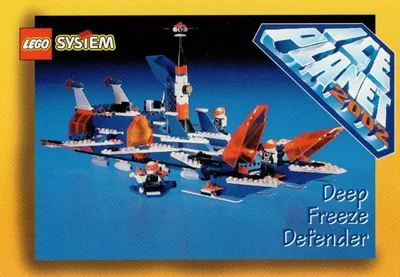 LEGO SYSTEM
ICE
PLANET
2002
Deep
Freeze
Defender